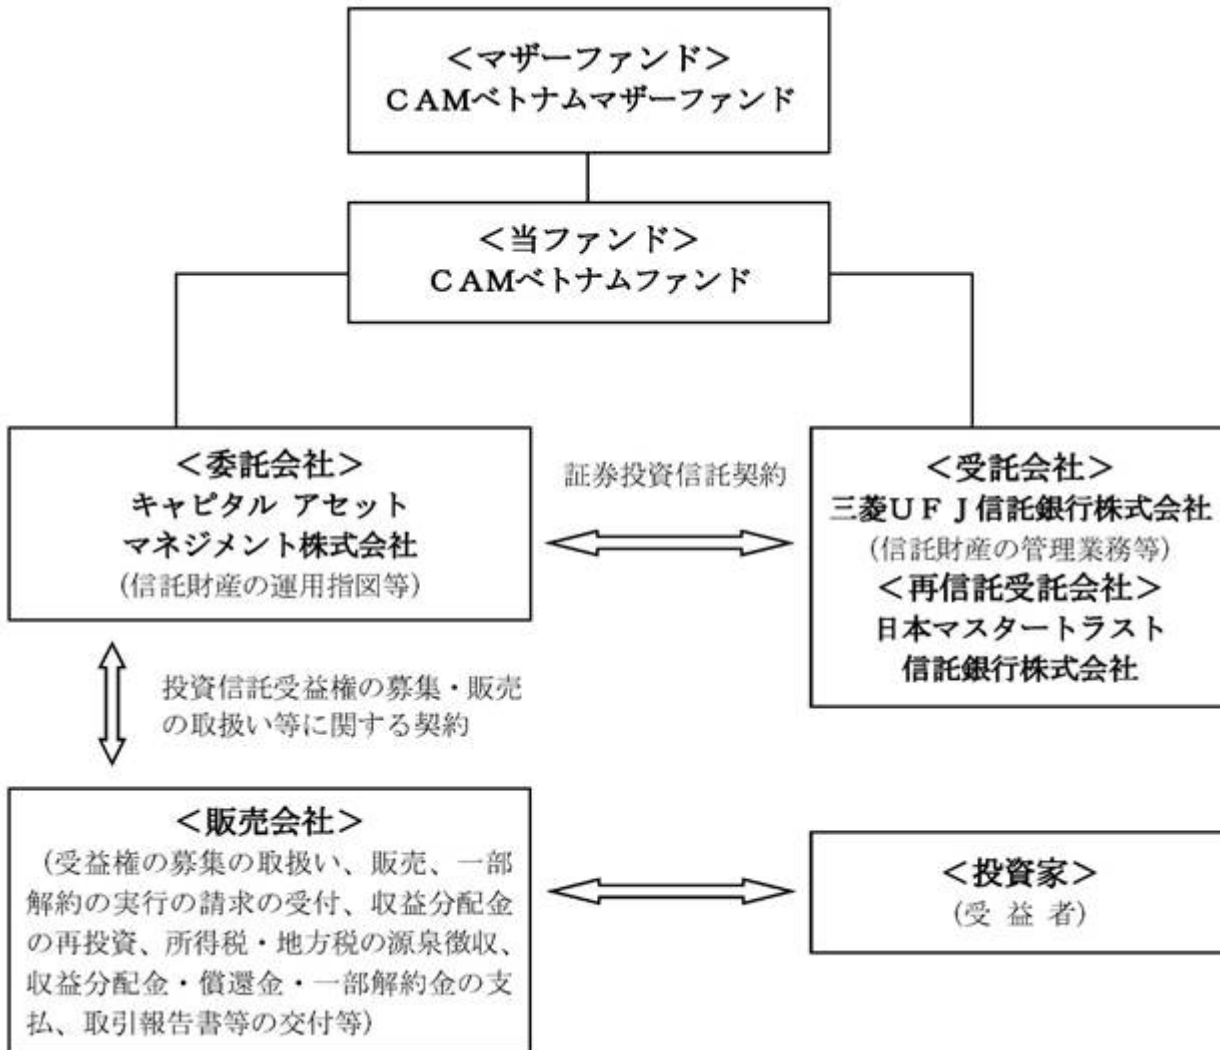 ＜マザーファンド＞
ＣＡＭベトナムマザーファンド
＜当ファンド＞
ＣＡＭベトナムファンド
＜委託会社＞
キャピタル アセット
マネジメント株式会社
(信託財産の運用指図等)
証券投資信託契約
＜受託会社＞
三菱ＵＦＪ信託銀行株式会社
(信託財産の管理業務等)
＜再信託受託会社＞
日本マスタートラスト
信託銀行株式会社
投資信託受益権の募集・販売
の取扱い等に関する契約
＜販売会社＞
（受益権の募集の取扱い、販売、一部
解約の実行の請求の受付、収益分配金
の再投資、所得税・地方税の源泉徴収、
収益分配金・償還金・一部解約金の支
払、取引報告書等の交付等）
＜投資家＞
(受 益 者)